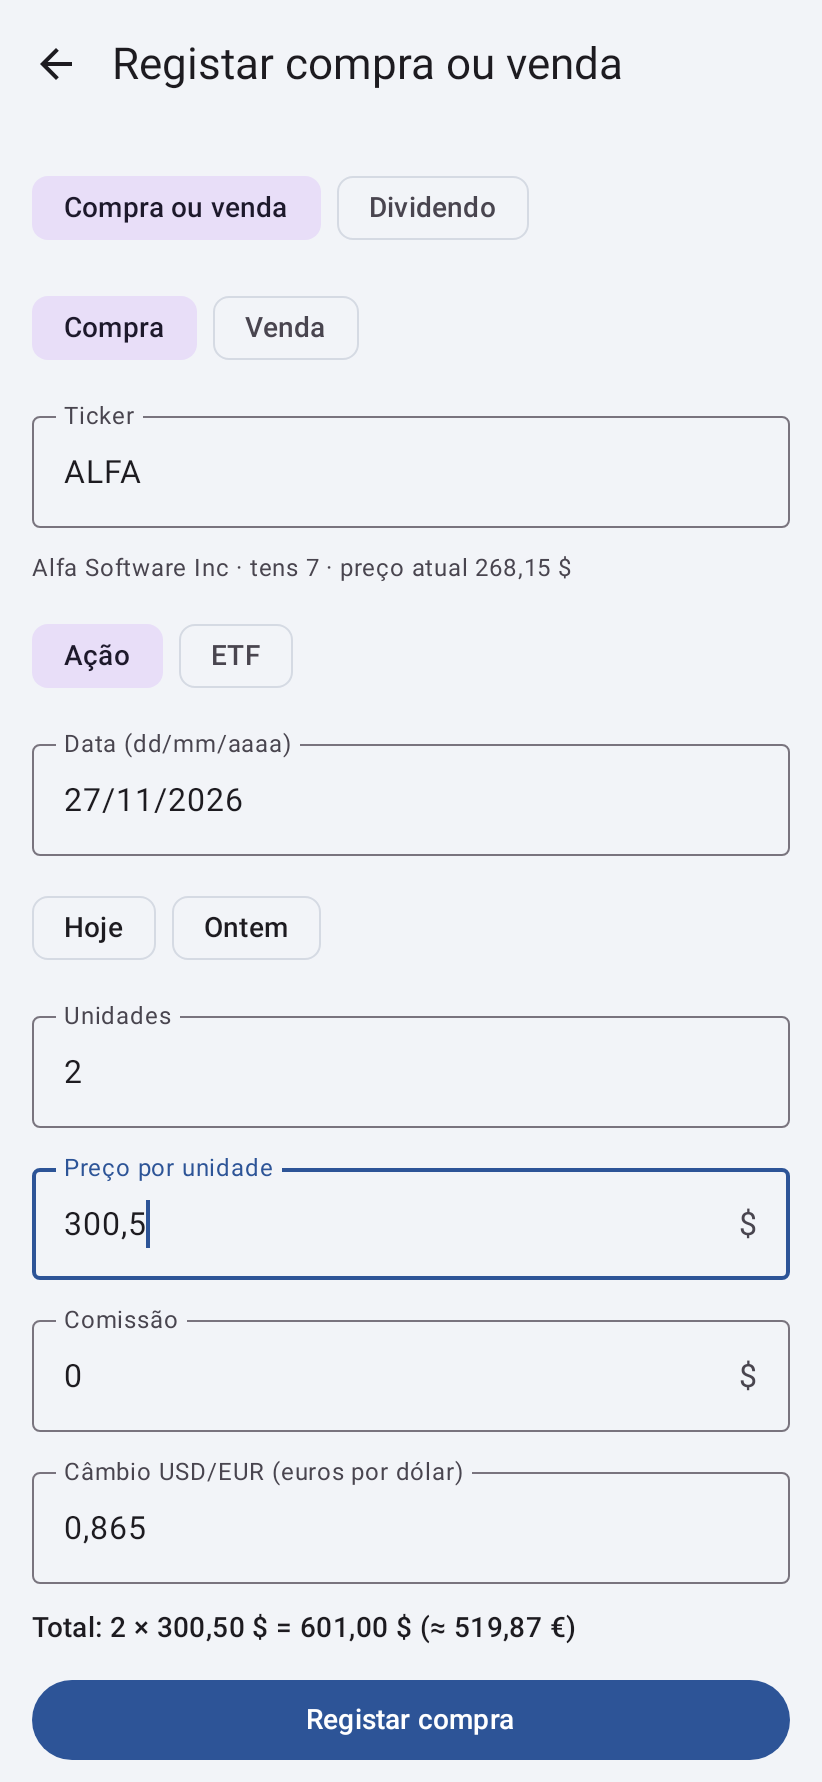 Registar compra ou venda
Compra ou venda
Dividendo
Compra
Venda
Ticker
ALFA
Alfa Software Inc · tens 7 · preço atual 268,15 $
Ação
ETF
Data (dd/mm/aaaa)
27/11/2026
Hoje
Ontem
Unidades
2
Preço por unidade
300,5
$
Comissão
0
$
Câmbio USD/EUR (euros por dólar)
0,865
Total: 2 × 300,50 $ = 601,00 $ (≈ 519,87 €)
Registar compra